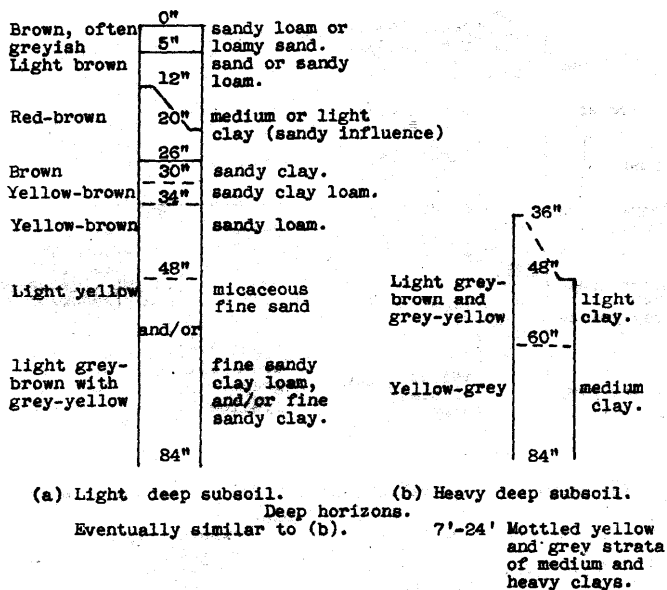 0"
Brown, often greyish
sandy loam or loamy sand.
5"
Light brown
sand or sandy loam.
12"
Red-brown
20"
medium or light clay (sandy influence)
26"
Brown
30"
sandy clay.
Yellow-brown
34"
sandy clay loam.
Yellow-brown
sandy loam.
48"
Light yellow
micaceous fine sand
and/or
light grey-brown with grey-yellow
fine sandy clay loam, and/or fine sandy clay.
84"
36"
48"
Light grey-brown and grey-yellow
light clay.
60"
Yellow-grey
medium clay.
84"
(a) Light deep subsoil.
(b) Heavy deep subsoil.
Deep horizons.
Eventually similar to (b).
7'-24' Mottled yellow and grey strata of medium and heavy clays.